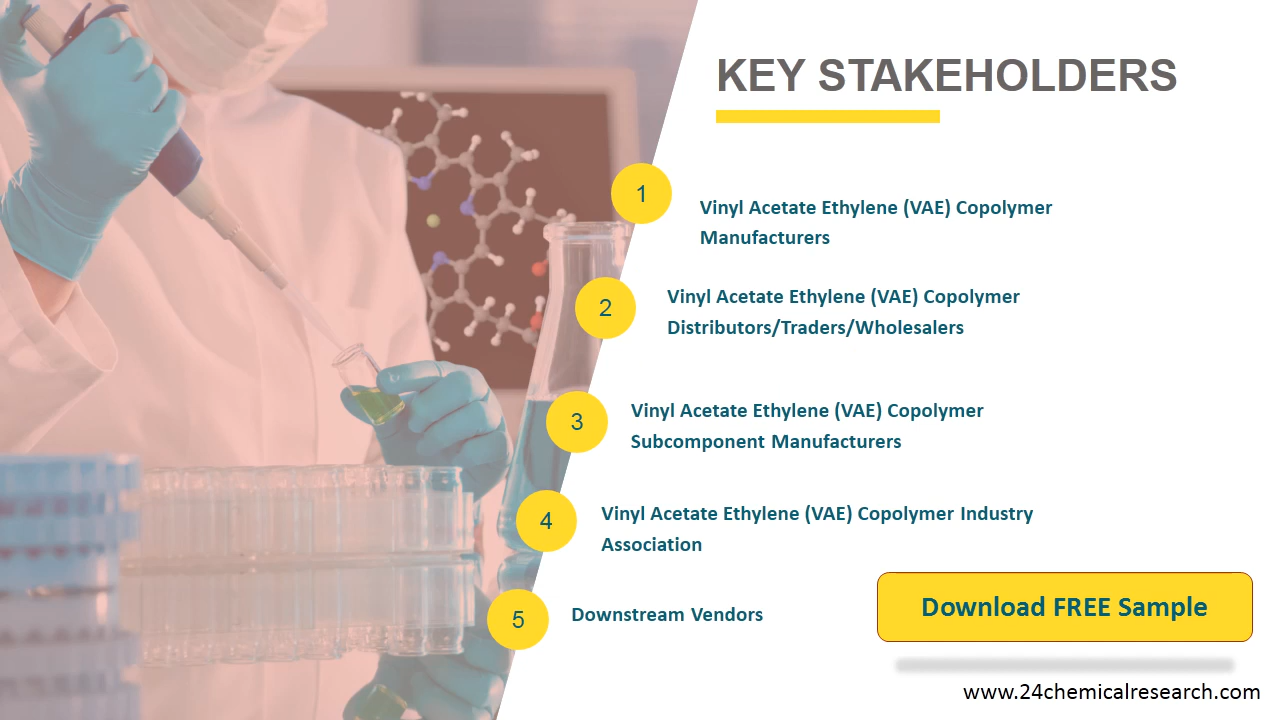 KEY STAKEHOLDERS
1
Vinyl Acetate Ethylene (VAE) Copolymer
Manufacturers
2
Vinyl Acetate Ethylene (VAE) Copolymer
Distributors/Traders/Wholesalers
3
Vinyl Acetate Ethylene (VAE) Copolymer
Subcomponent Manufacturers
4
Vinyl Acetate Ethylene (VAE) Copolymer Industry
Association
5
Downstream Vendors
Download FREE Sample
www.24chemicalresearch.com